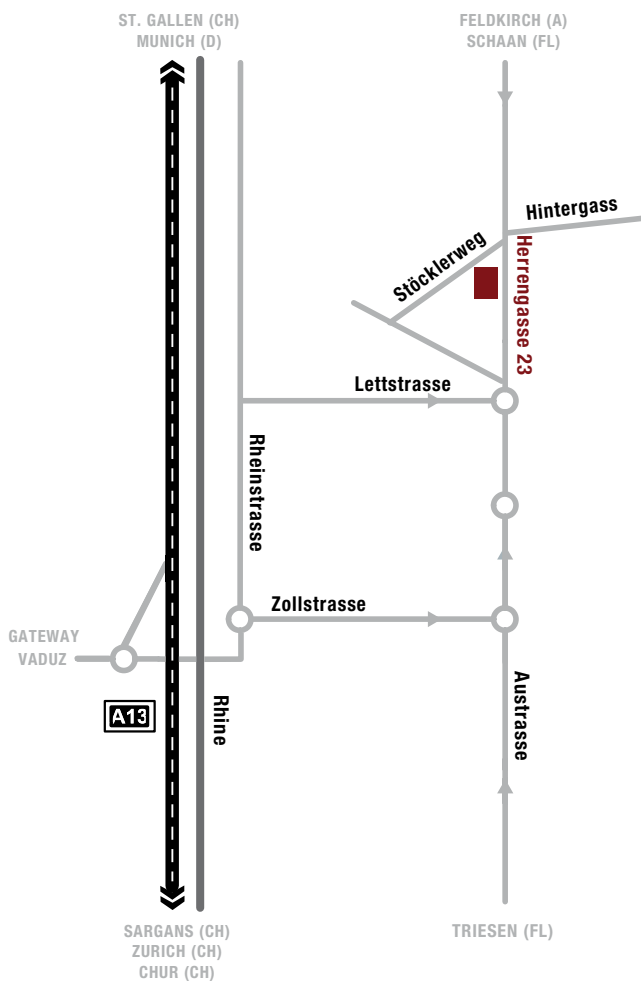 ST. GALLEN (CH)
MUNICH (D)
FELDKIRCH (A)
SCHAAN (FL)
Hintergass
Stöcklerweg
Herrengasse 23
Lettstrasse
Rheinstrasse
Zollstrasse
GATEWAY
VADUZ
A13
Rhine
Austrasse
SARGANS (CH)
ZURICH (CH)
CHUR (CH)
TRIESEN (FL)